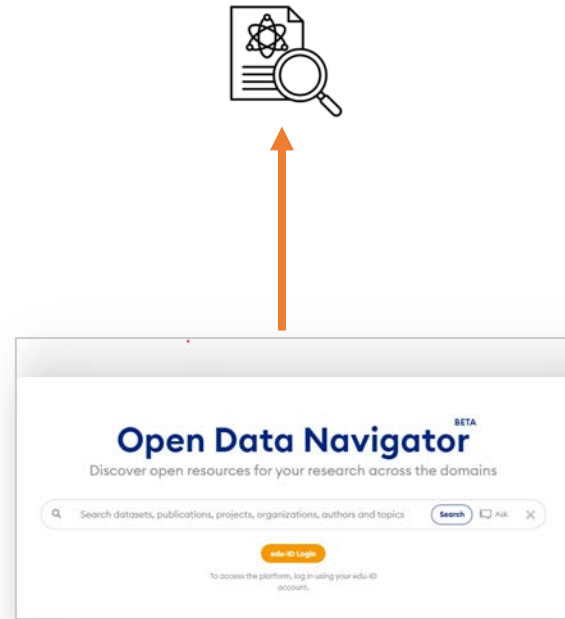 BETA
Open Data Navigator
Discover open resources for your research across the domains
Search datasets, publications, projects, organizations, authors and topics Search Ask
edu-ID Login
To access the platform, log in using your edu-ID
account.